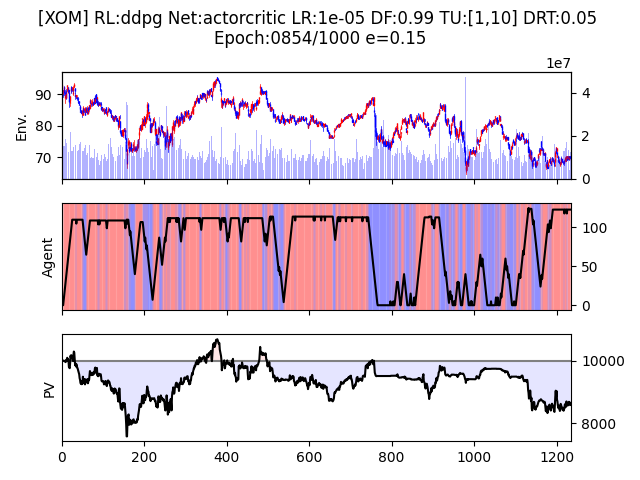 [XOM] RL:ddpg Net:actorcritic LR:1e-05 DF:0.99 TU:[1,10] DRT:0.05
Epoch:0854/1000 e=0.15
1e7
90
80
70
Env.
4
2
0
Agent
100
50
0
PV
10000
8000
0 200 400 600 800 1000 1200